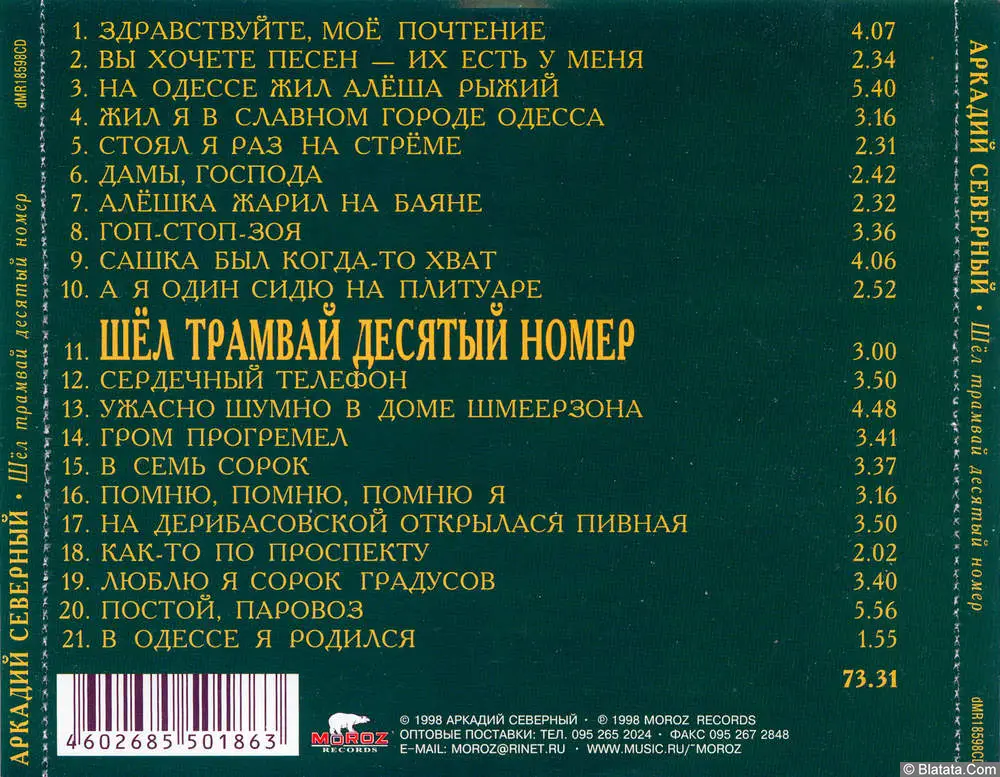 1. ЗДРАВСТВУЙТЕ, МОЁ ПОЧТЕНИЕ 4.07
2. ВЫ ХОЧЕТЕ ПЕСЕН — ИХ ЕСТЬ У МЕНЯ 2.34
3. НА ОДЕССЕ ЖИЛ АЛЁША РЫЖИЙ 5.40
4. ЖИЛ Я В СЛАВНОМ ГОРОДЕ ОДЕССА 3.16
5. СТОЯЛ Я РАЗ НА СТРЁМЕ 2.31
6. ДАМЫ, ГОСПОДА 2.42
7. АЛЁШКА ЖАРИЛ НА БАЯНЕ 2.32
8. ГОП-СТОП-ЗОЯ 3.36
9. САШКА БЫЛ КОГДА-ТО ХВАТ 4.06
10. А Я ОДИН СИДЮ НА ПЛИТУАРЕ 2.52
11. ШЁЛ ТРАМВАЙ ДЕСЯТЫЙ НОМЕР 3.00
12. СЕРДЕЧНЫЙ ТЕЛЕФОН 3.50
13. УЖАСНО ШУМНО В ДОМЕ ШМЕЕРЗОНА 4.48
14. ГРОМ ПРОГРЕМЕЛ 3.41
15. В СЕМЬ СОРОК 3.37
16. ПОМНЮ, ПОМНЮ, ПОМНЮ Я 3.16
17. НА ДЕРИБАСОВСКОЙ ОТКРЫЛАСЯ ПИВНАЯ 3.50
18. КАК-ТО ПО ПРОСПЕКТУ 2.02
19. ЛЮБЛЮ Я СОРОК ГРАДУСОВ 3.40
20. ПОСТОЙ, ПАРОВОЗ 5.56
21. В ОДЕССЕ Я РОДИЛСЯ 1.55
73.31
4602685 501863
MOROZ
RECORDS
© 1998 АРКАДИЙ СЕВЕРНЫЙ · ℗ 1998 MOROZ RECORDS
ОПТОВЫЕ ПОСТАВКИ: ТЕЛ. 095 265 2024 · ФАКС 095 267 2848
E-MAIL: MOROZ@RINET.RU · WWW.MUSIC.RU/~MOROZ
АРКАДИЙ СЕВЕРНЫЙ · Шёл трамвай десятый номер dMR18598CD
АРКАДИЙ СЕВЕРНЫЙ · Шёл трамвай десятый номер dMR18598CD
© Blatata.Com